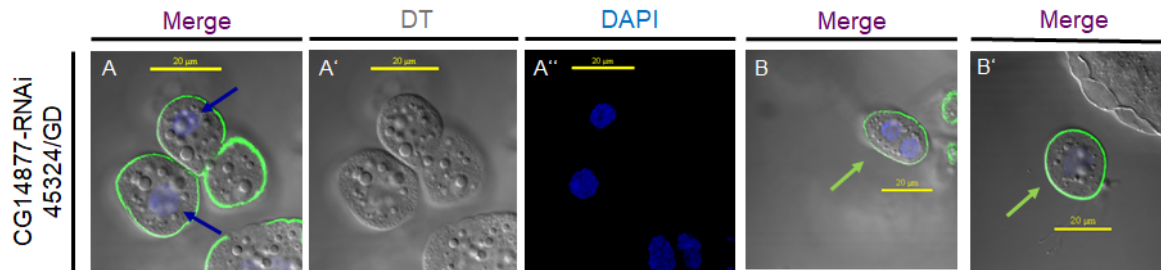 Merge
DT
DAPI
Merge
Merge
CG14877-RNAi
45324/GD
A
20 µm
A'
20 µm
A''
20 µm
B
20 µm
B'
20 µm